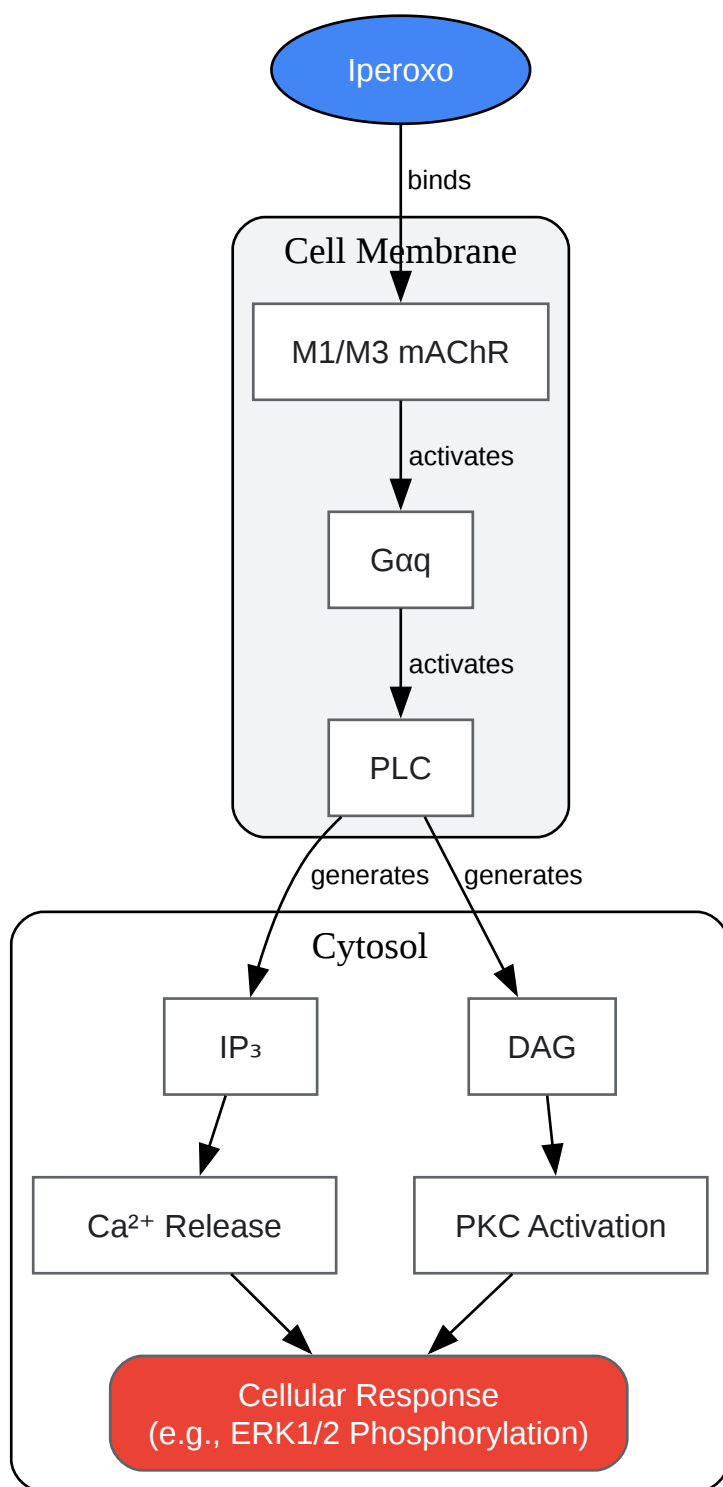 Iperoxo
binds
Cell Membrane
M1/M3 mAChR
activates
Gαq
activates
PLC
generates
generates
Cytosol
IP₃
DAG
Ca²⁺ Release
PKC Activation
Cellular Response
(e.g., ERK1/2 Phosphorylation)